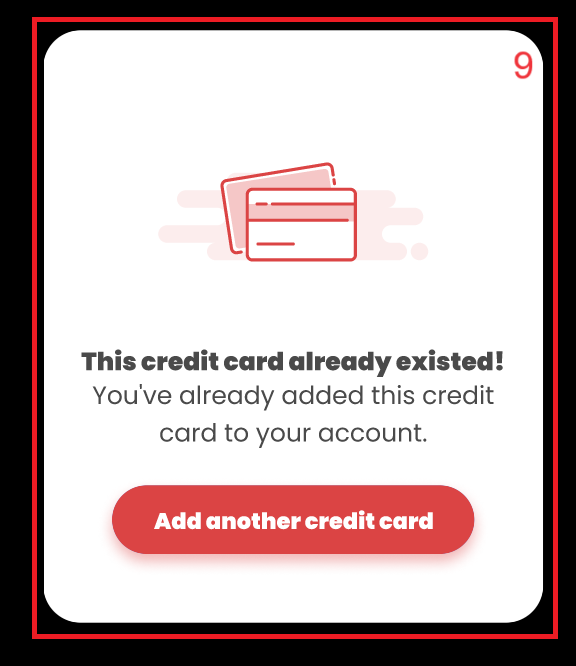 9
This credit card already existed!
You've already added this credit
card to your account.
Add another credit card